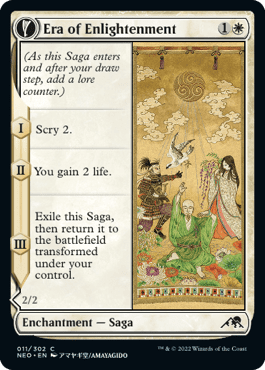 Era of Enlightenment 1
(As this Saga enters
and after your draw
step, add a lore
counter.)
I Scry 2.
II You gain 2 life.
III Exile this Saga,
then return it to
the battlefield
transformed
under your
control.
2/2
Enchantment — Saga
011/302 C
NEO • EN アマヤギ堂/AMAYAGIDO
™ & © 2022 Wizards of the Coast